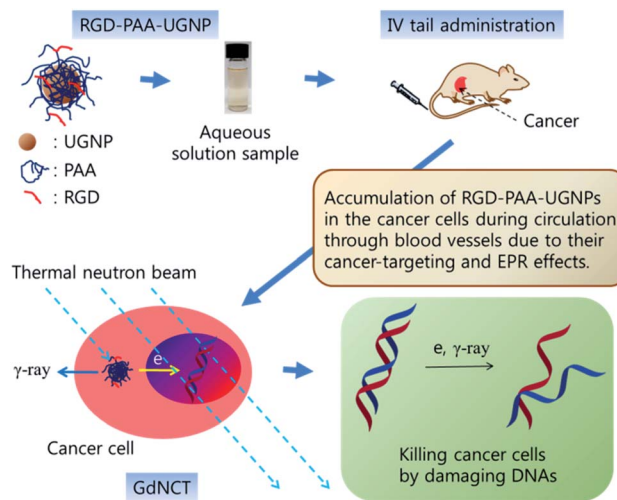 RGD-PAA-UGNP
IV tail administration
: UGNP
: PAA
: RGD
Aqueous
solution sample
Cancer
Accumulation of RGD-PAA-UGNPs
in the cancer cells during circulation
through blood vessels due to their
cancer-targeting and EPR effects.
Thermal neutron beam
γ-ray
e
Cancer cell
GdNCT
e, γ-ray
Killing cancer cells
by damaging DNAs